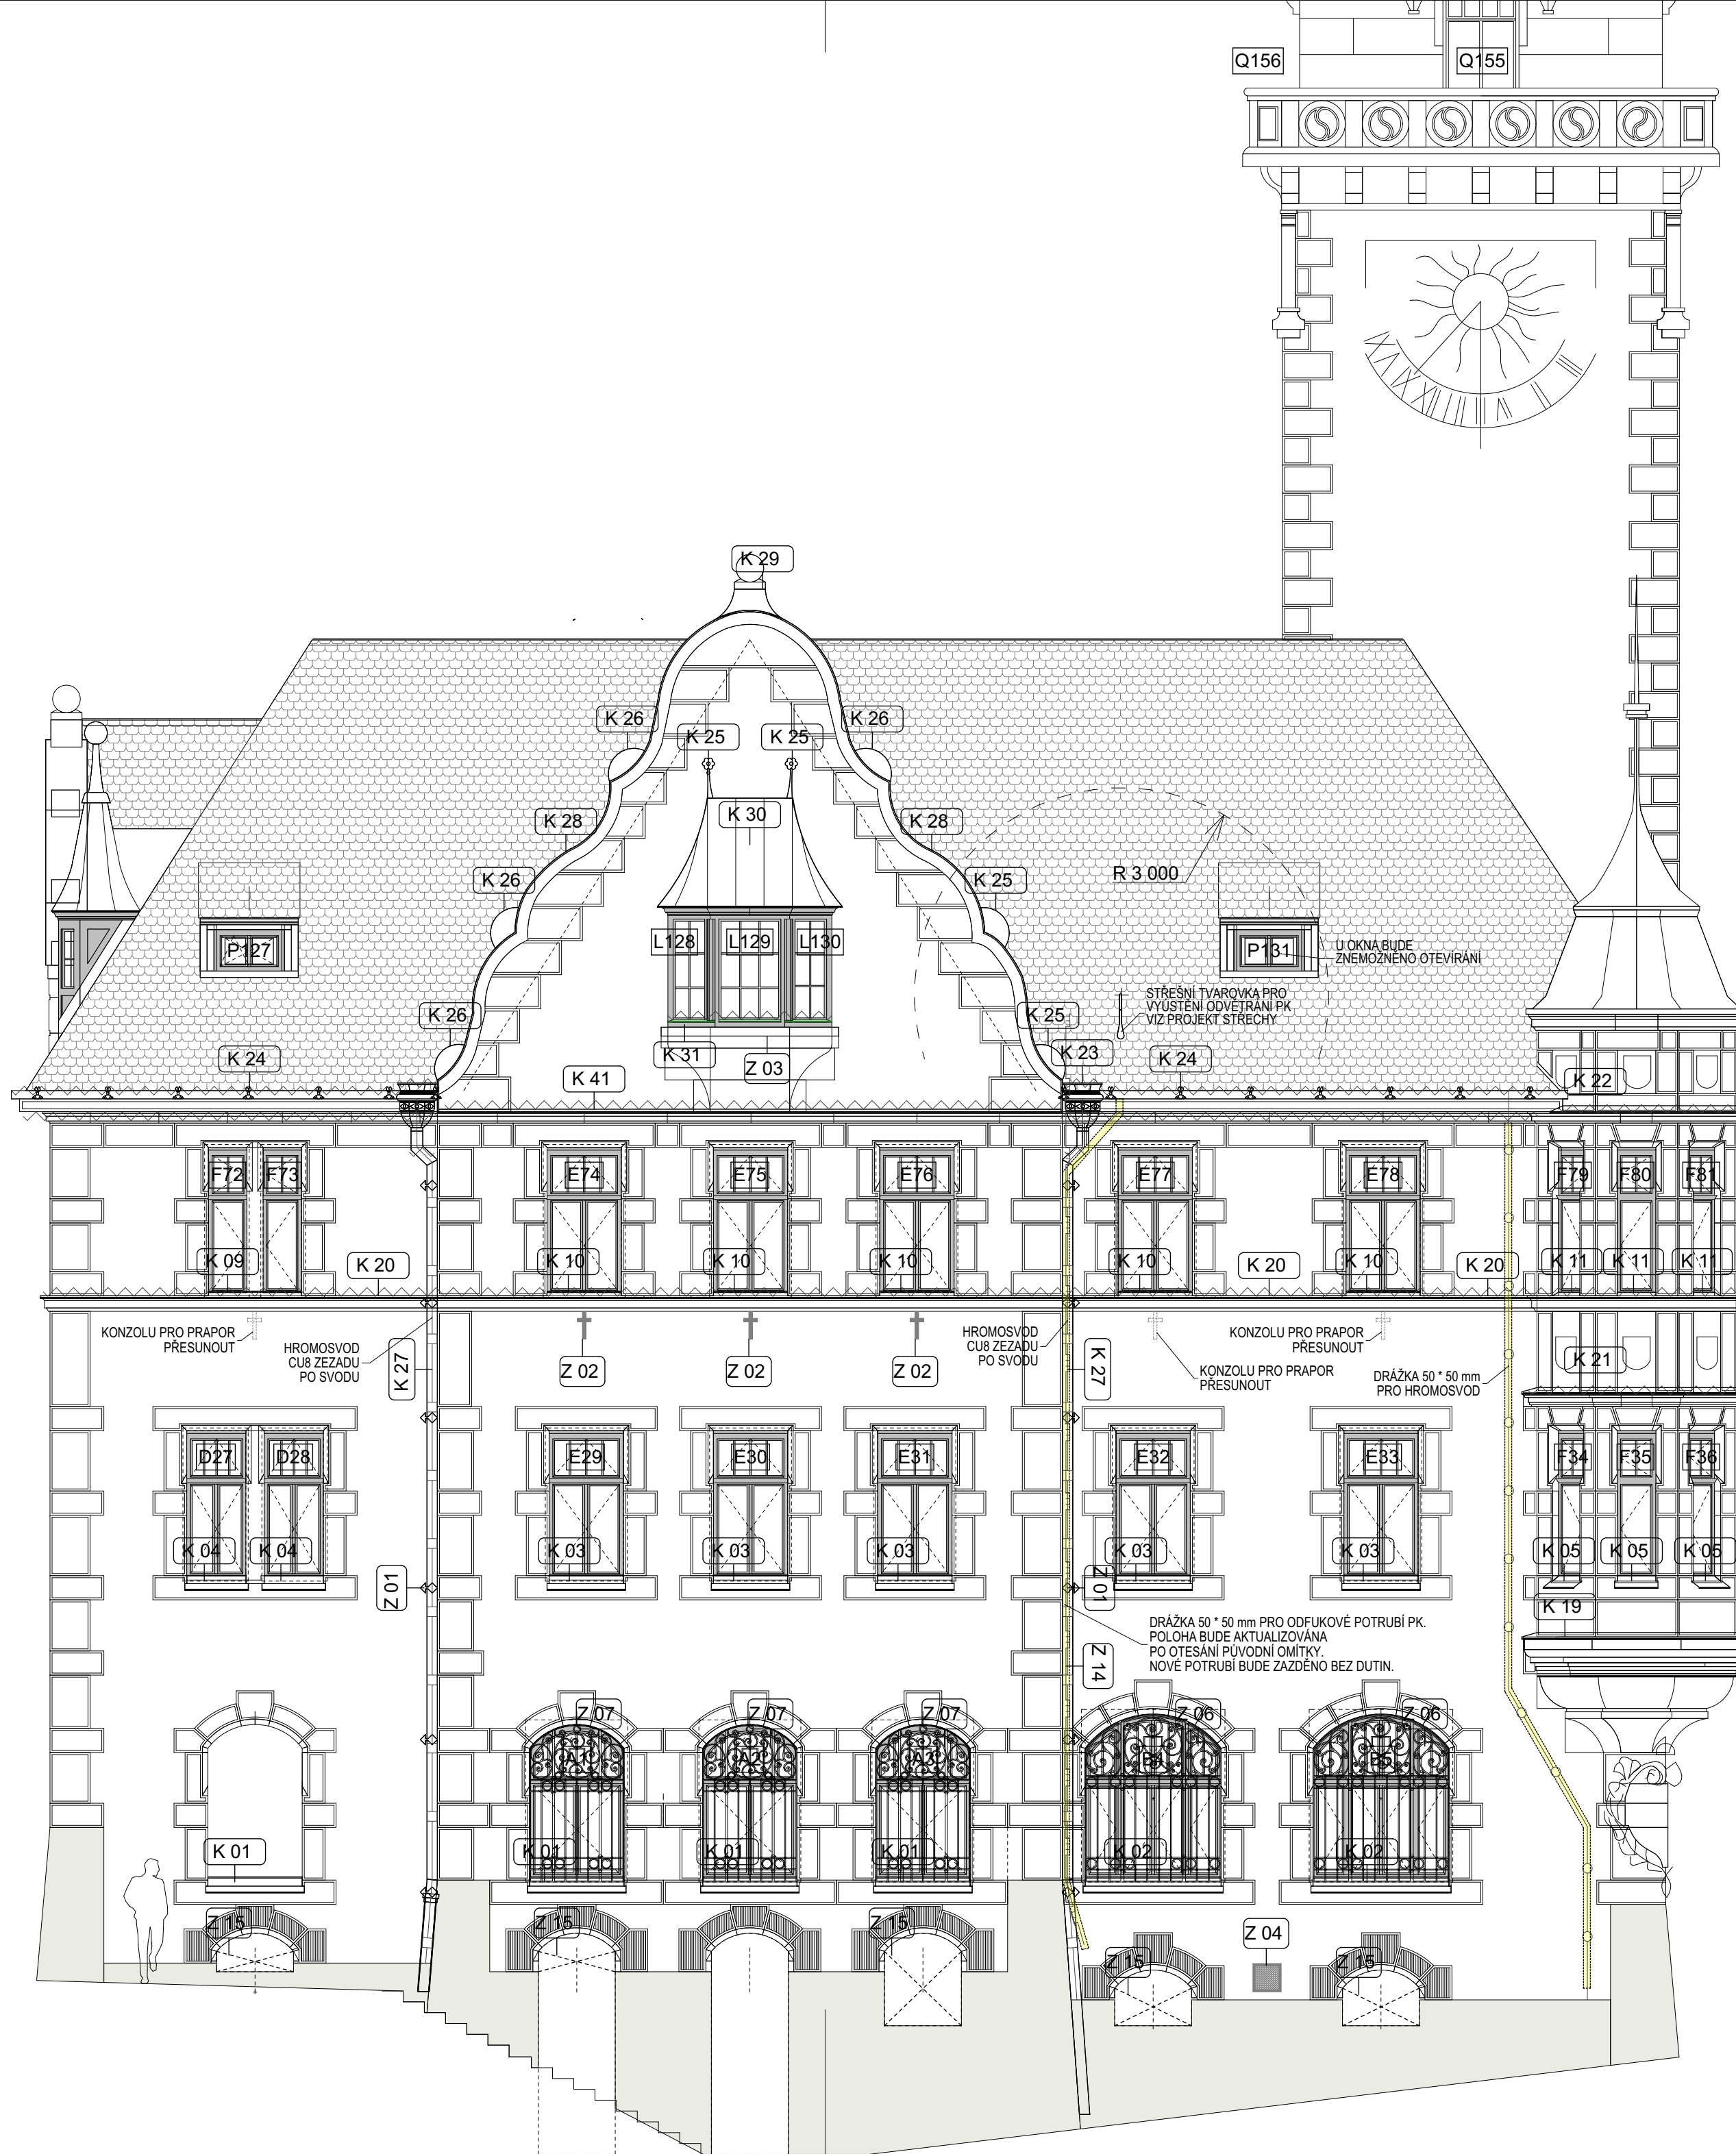 Q156 Q155
K 29
K 26 K 26
K 25 K 25
K 30
K 28 K 28
R 3 000
K 26 K 25
L128 L129 L130
P127 P131
U OKNA BUDE
ZNEMOŽNĚNO OTEVÍRÁNÍ
STŘEŠNÍ TVAROVKA PRO
VYÚSTĚNÍ ODVĚTRÁNÍ PK
VIZ PROJEKT STŘECHY
K 26 K 25
K 24 K 31 Z 03 K 23 K 24
K 41 K 22
F72 F73 E74 E75 E76 E77 E78 F79 F80 F81
K 09 K 20 K 10 K 10 K 10 K 10 K 20 K 10 K 20 K 11 K 11 K 11
KONZOLU PRO PRAPOR
PŘESUNOUT
HROMOSVOD
CU8 ZEZADU
PO SVODU
K 27
Z 02 Z 02 Z 02
HROMOSVOD
CU8 ZEZADU
PO SVODU
K 27
KONZOLU PRO PRAPOR
PŘESUNOUT
KONZOLU PRO PRAPOR
PŘESUNOUT
DRÁŽKA 50 * 50 mm
PRO HROMOSVOD
K 21
D27 D28 E29 E30 E31 E32 E33 F34 F35 F36
K 04 K 04 K 03 K 03 K 03 K 03 K 03 K 05 K 05 K 05
Z 01 Z 01
K 19
DRÁŽKA 50 * 50 mm PRO ODFUKOVÉ POTRUBÍ PK.
POLOHA BUDE AKTUALIZOVÁNA
PO OTESÁNÍ PŮVODNÍ OMÍTKY.
NOVÉ POTRUBÍ BUDE ZAZDĚNO BEZ DUTIN.
Z 14
Z 07 Z 07 Z 07 Z 06 Z 06
A1 A2 A3 B4 B5
K 01 K 01 K 01 K 01 K 02 K 02
Z 15 Z 15 Z 15 Z 04
Z 15 Z 15
IX X XI XII I II III